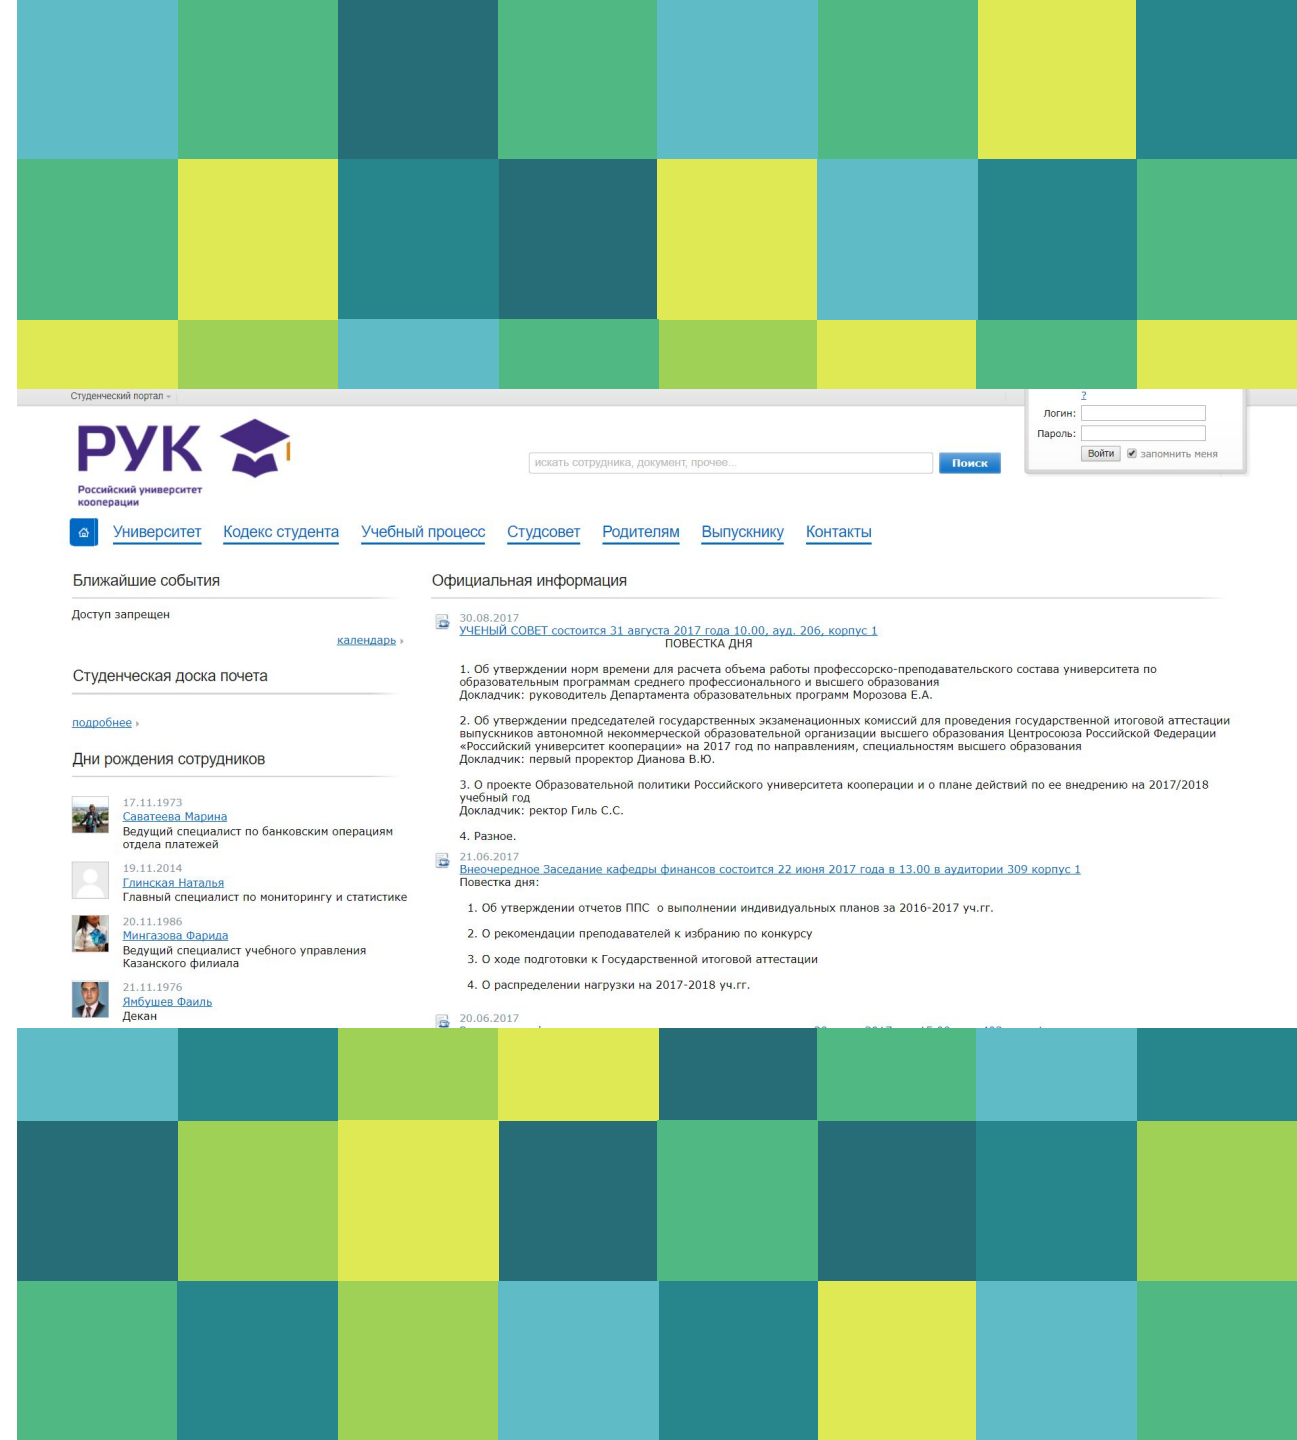 Студенческий портал
?
Логин:
Пароль:
Войти запомнить меня
РУК
Российский университет
кооперации
искать сотрудника, документ, прочее...
Поиск
Университет Кодекс студента Учебный процесс Студсовет Родителям Выпускнику Контакты
Ближайшие события
Доступ запрещен
календарь
Студенческая доска почета
подробнее
Дни рождения сотрудников
17.11.1973
Саватеева Марина
Ведущий специалист по банковским операциям
отдела платежей
19.11.2014
Глинская Наталья
Главный специалист по мониторингу и статистике
20.11.1986
Мингазова Фарида
Ведущий специалист учебного управления
Казанского филиала
21.11.1976
Ямбушев Фаиль
Декан
Официальная информация
30.08.2017
УЧЕНЫЙ СОВЕТ состоится 31 августа 2017 года 10.00, ауд. 206, корпус 1
ПОВЕСТКА ДНЯ
1. Об утверждении норм времени для расчета объема работы профессорско-преподавательского состава университета по
образовательным программам среднего профессионального и высшего образования
Докладчик: руководитель Департамента образовательных программ Морозова Е.А.
2. Об утверждении председателей государственных экзаменационных комиссий для проведения государственной итоговой аттестации
выпускников автономной некоммерческой образовательной организации высшего образования Центросоюза Российской Федерации
«Российский университет кооперации» на 2017 год по направлениям, специальностям высшего образования
Докладчик: первый проректор Дианова В.Ю.
3. О проекте Образовательной политики Российского университета кооперации и о плане действий по ее внедрению на 2017/2018
учебный год
Докладчик: ректор Гиль С.С.
4. Разное.
21.06.2017
Внеочередное Заседание кафедры финансов состоится 22 июня 2017 года в 13.00 в аудитории 309 корпус 1
Повестка дня:
1. Об утверждении отчетов ППС о выполнении индивидуальных планов за 2016-2017 уч.гг.
2. О рекомендации преподавателей к избранию по конкурсу
3. О ходе подготовки к Государственной итоговой аттестации
4. О распределении нагрузки на 2017-2018 уч.гг.
20.06.2017